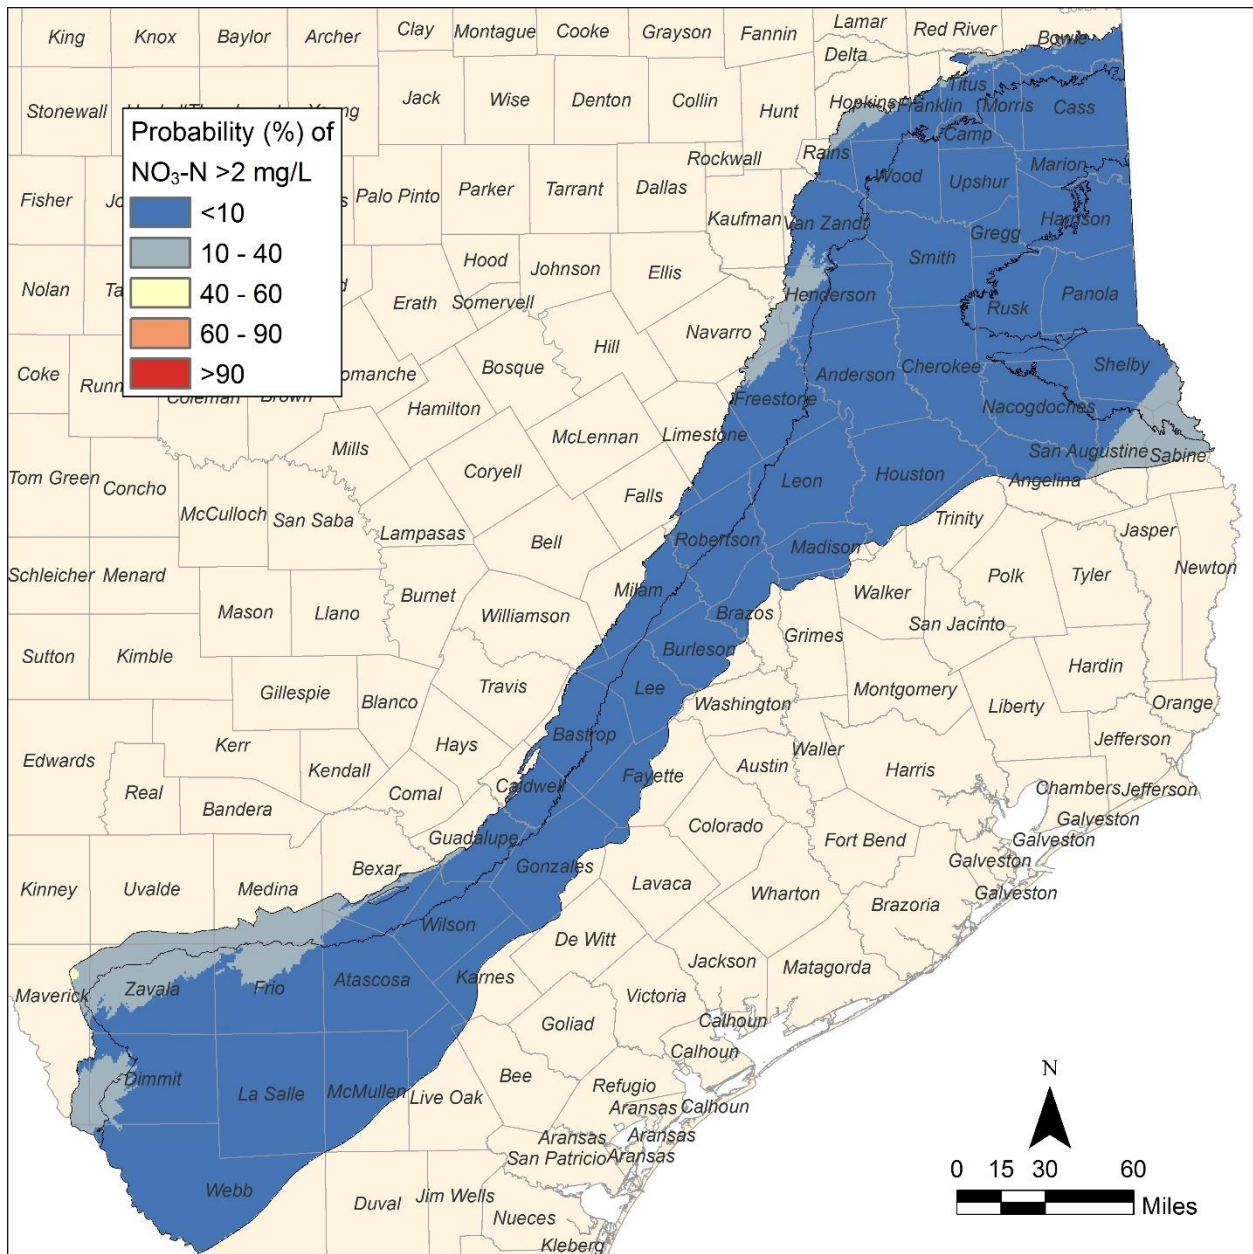 King
Knox
Baylor
Archer
Clay
Montague
Cooke
Grayson
Fannin
Lamar
Red River
Bowie
Delta
Stonewall
Jack
Wise
Denton
Collin
Hunt
Hopkins
Franklin
Titus
Morris
Cass
Camp
Probability (%) of
NO₃-N >2 mg/L
<10
10 - 40
40 - 60
60 - 90
>90
Rockwall
Rains
Wood
Upshur
Marion
Fisher
Palo Pinto
Parker
Tarrant
Dallas
Kaufman
Van Zandt
Harrison
Gregg
Smith
Nolan
Hood
Johnson
Ellis
Henderson
Erath
Somervell
Navarro
Rusk
Panola
Coke
Hill
Bosque
Anderson
Cherokee
Shelby
Hamilton
Freestone
Nacogdoches
Mills
McLennan
Limestone
San Augustine
Sabine
Tom Green
Concho
Coryell
Leon
Houston
Angelina
McCulloch
San Saba
Falls
Trinity
Jasper
Lampasas
Bell
Robertson
Madison
Schleicher
Menard
Burnet
Milam
Polk
Tyler
Newton
Mason
Llano
Williamson
Brazos
Walker
Grimes
San Jacinto
Sutton
Kimble
Burleson
Hardin
Gillespie
Blanco
Travis
Lee
Washington
Montgomery
Liberty
Orange
Edwards
Kerr
Hays
Bastrop
Waller
Jefferson
Real
Kendall
Comal
Caldwell
Fayette
Austin
Harris
Chambers
Jefferson
Bandera
Colorado
Galveston
Guadalupe
Fort Bend
Galveston
Kinney
Uvalde
Medina
Bexar
Gonzales
Lavaca
Wharton
Galveston
Galveston
Brazoria
Wilson
De Witt
Maverick
Zavala
Frio
Atascosa
Karnes
Jackson
Matagorda
Victoria
Goliad
Calhoun
Calhoun
Dimmit
La Salle
McMullen
Live Oak
Bee
Refugio
Aransas
Calhoun
Aransas
Aransas
San Patricio
Aransas
Webb
Duval
Jim Wells
Nueces
Kleberg
N
0 15 30 60
Miles